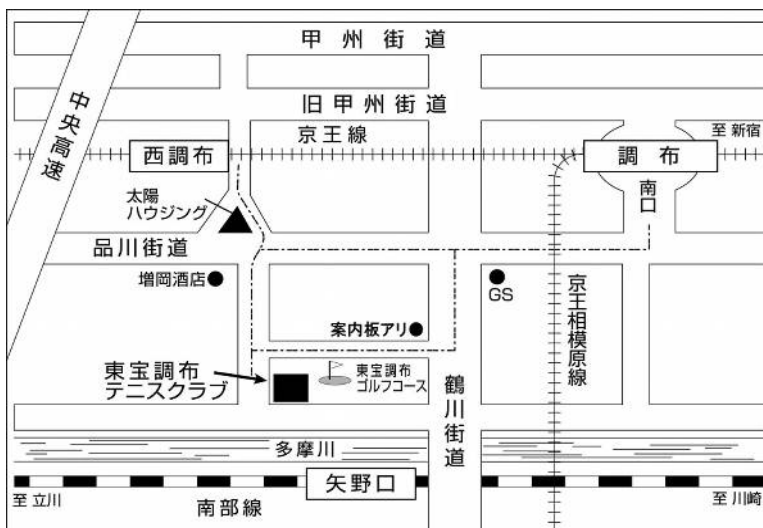 甲州街道
旧甲州街道
中央高速
京王線
至 新宿
西調布
調布
南口
太陽
ハウジング
品川街道
増岡酒店
GS
京王相模原線
案内板アリ
東宝調布
テニスクラブ
東宝調布
ゴルフコース
鶴川街道
多摩川
矢野口
至 立川
南部線
至 川崎